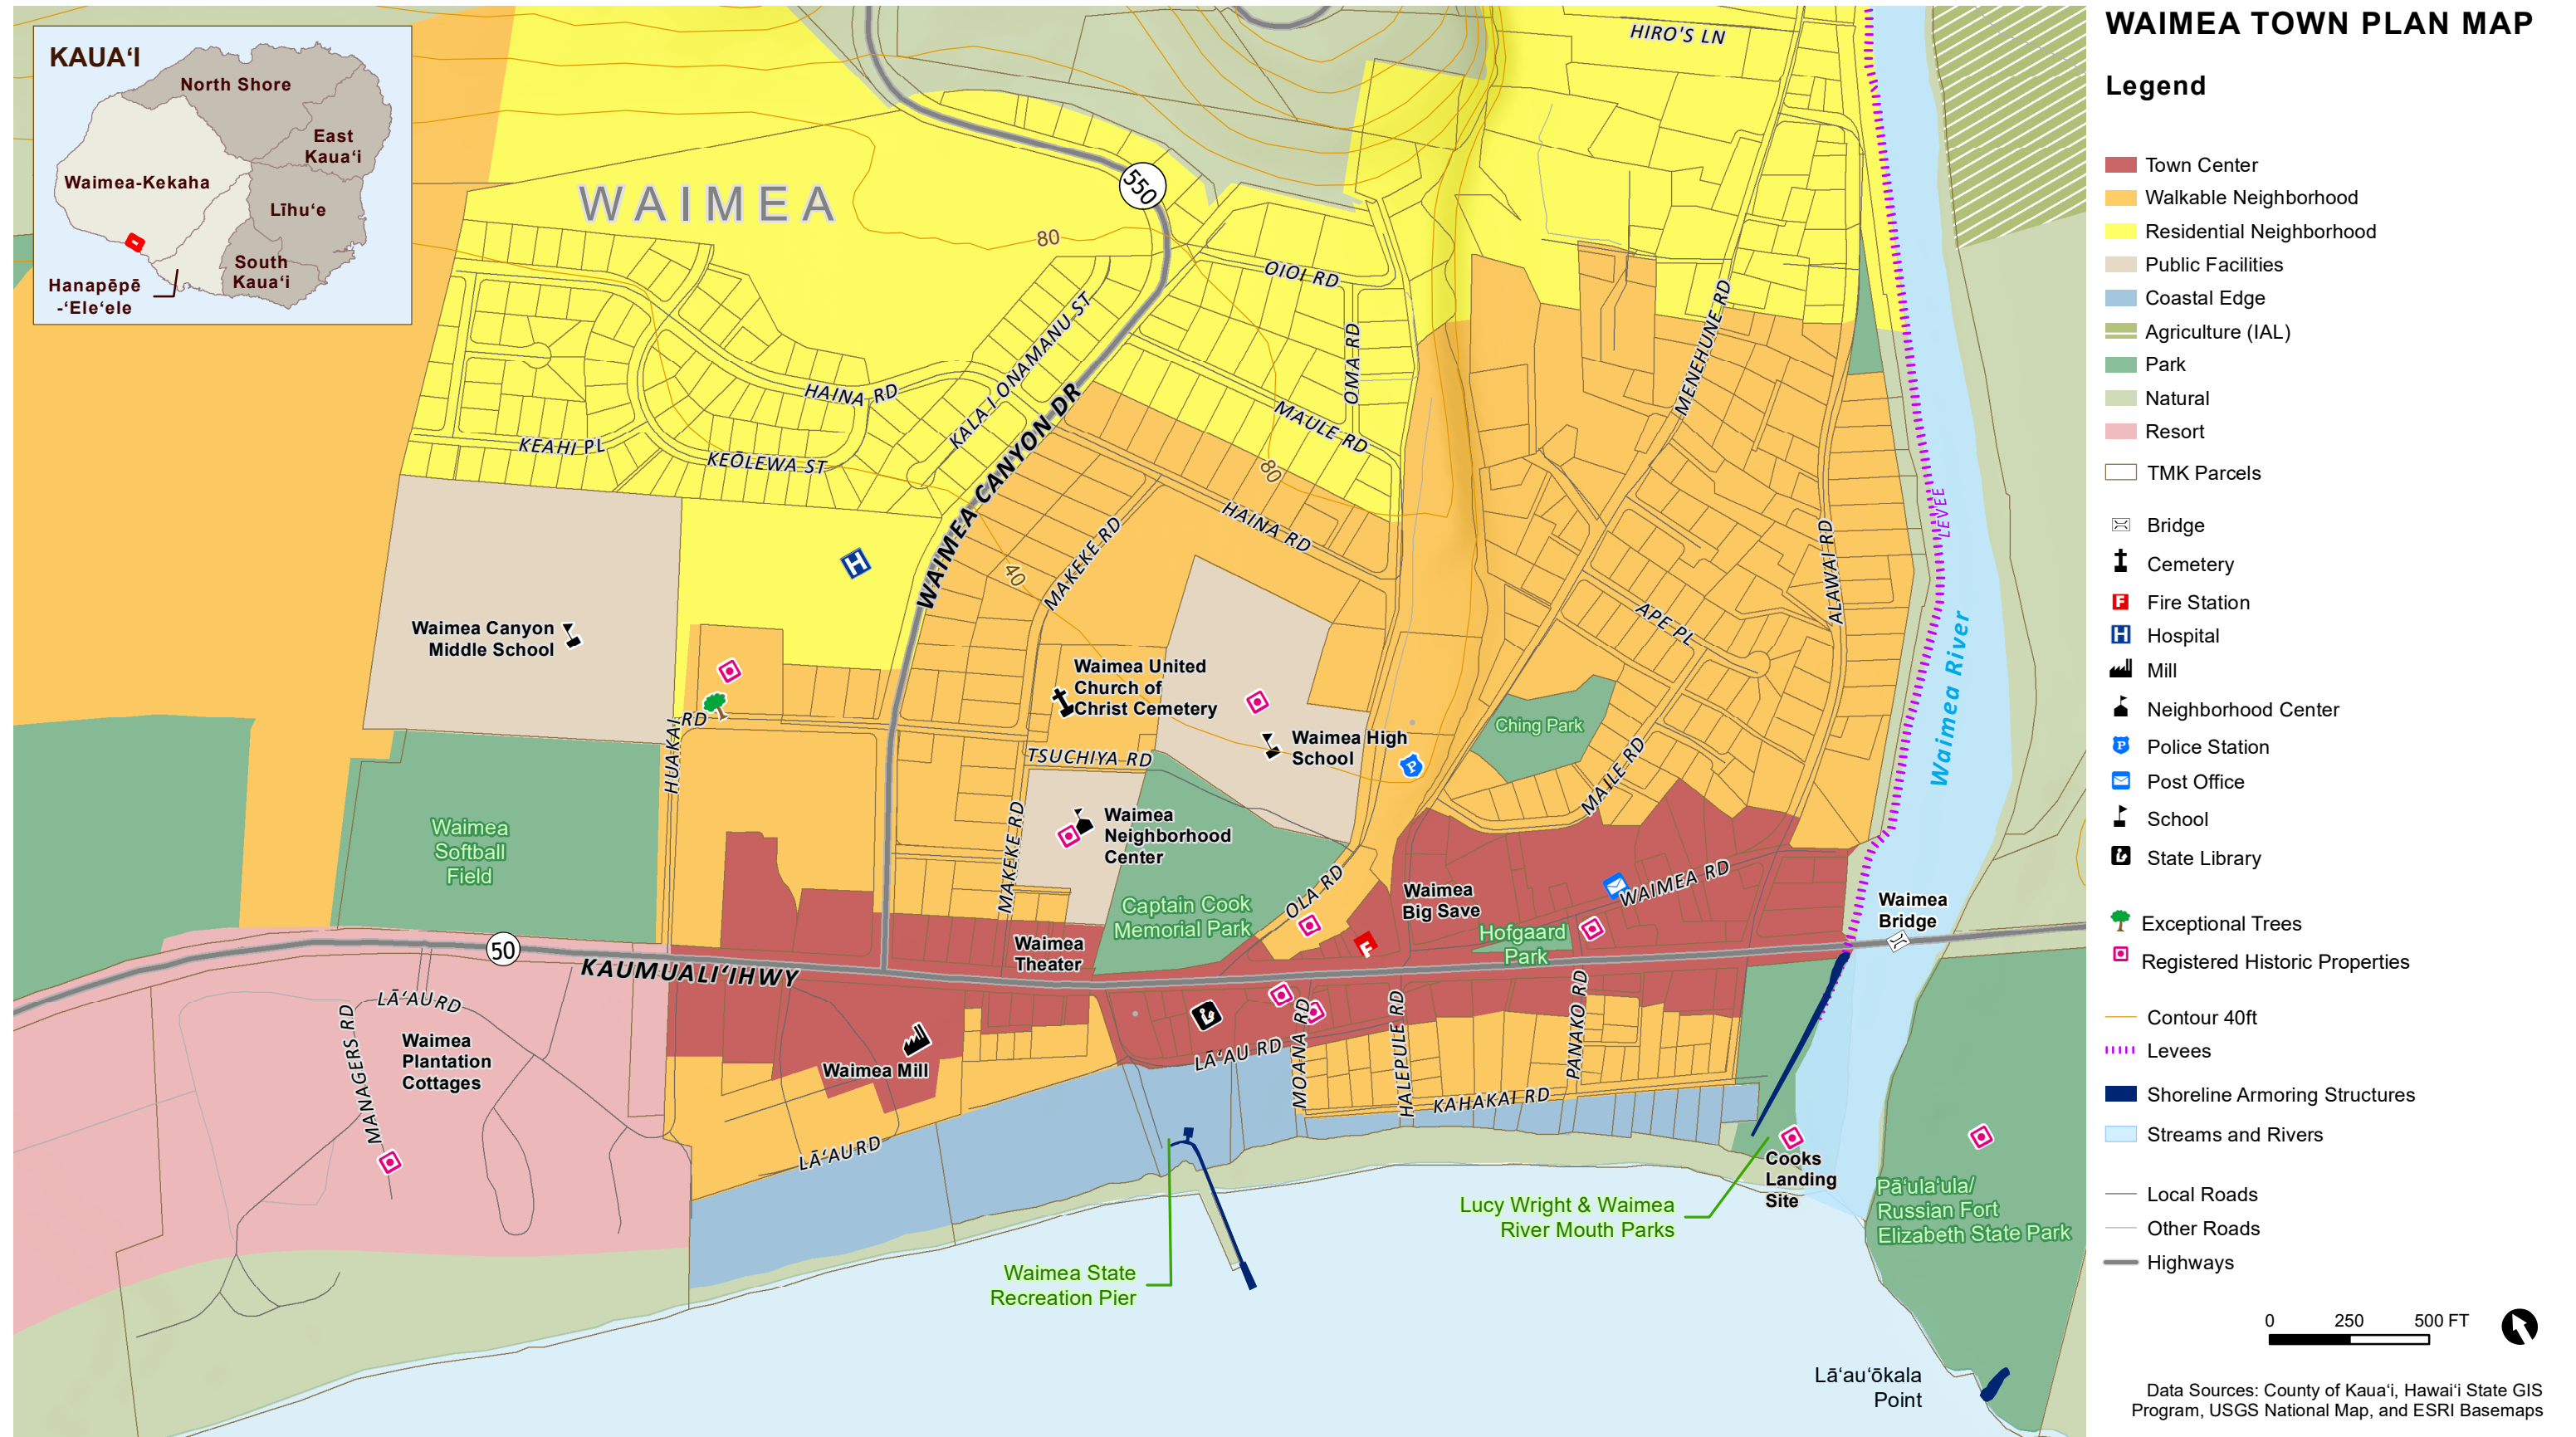 WAIMEA TOWN PLAN MAP
Legend
Town Center
Walkable Neighborhood
Residential Neighborhood
Public Facilities
Coastal Edge
Agriculture (IAL)
Park
Natural
Resort
TMK Parcels
Bridge
Cemetery
F Fire Station
H Hospital
Mill
Neighborhood Center
P Police Station
Post Office
School
State Library
Exceptional Trees
Registered Historic Properties
Contour 40ft
Levees
Shoreline Armoring Structures
Streams and Rivers
Local Roads
Other Roads
Highways
0 250 500 FT
Data Sources: County of Kauaʻi, Hawaiʻi State GIS
Program, USGS National Map, and ESRI Basemaps
KAUAʻI
North Shore
East
Kauaʻi
Waimea-Kekaha
Līhuʻe
South
Kauaʻi
Hanapēpē
-ʻEleʻele
HIRO'S LN
WAIMEA
550
80
OIOI RD
KALA I ONAMANU ST
OMA RD
MENEHUNE RD
HAINA RD
WAIMEA CANYON DR
MAULE RD
KEAHI PL
KEŌLEWA ST
80
HAINA RD
LEVEE
MAKEKE RD
40
ALAWAI RD
H
APE PL
Waimea River
Waimea Canyon
Middle School
Waimea United
Church of
Christ Cemetery
HUAKAI RD
RD
TSUCHIYA RD
Waimea High
School
P
Ching Park
MAILE RD
Waimea
Softball
Field
MAKEKE RD
Waimea
Neighborhood
Center
Captain Cook
Memorial Park
OLA RD
Waimea
Big Save
WAIMEA RD
Waimea
Bridge
F
Hofgaard
Park
50
KAUMUALIʻI HWY
Waimea
Theater
LĀʻAU RD
MANAGERS RD
Waimea
Plantation
Cottages
Waimea Mill
LĀʻAU RD
MOANA RD
HALEPULE RD
PANAKO RD
KAHAKAI RD
LĀʻAU RD
Cooks
Landing
Site
Lucy Wright & Waimea
River Mouth Parks
Pāʻulaʻula/
Russian Fort
Elizabeth State Park
Waimea State
Recreation Pier
Lāʻauʻōkala
Point